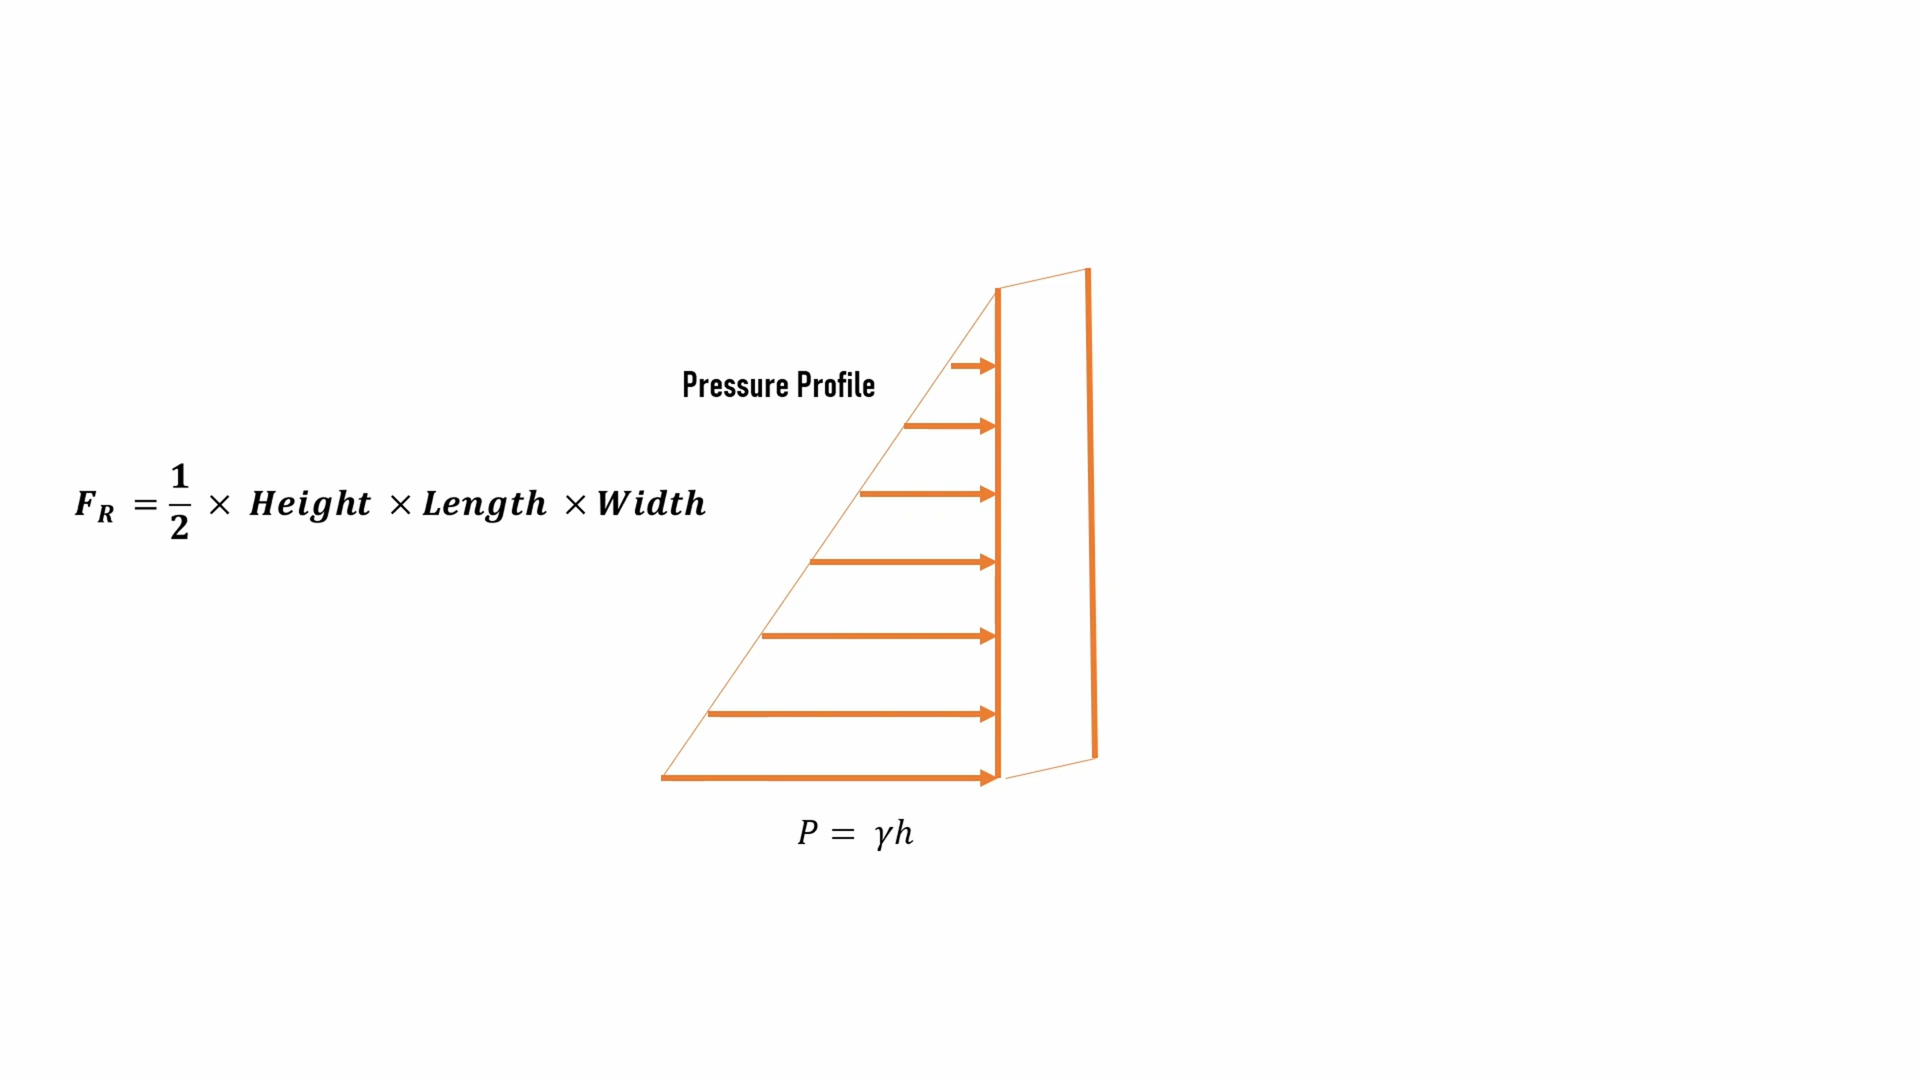 Pressure Profile
F_R = 1/2 × Height × Length × Width
P = γh